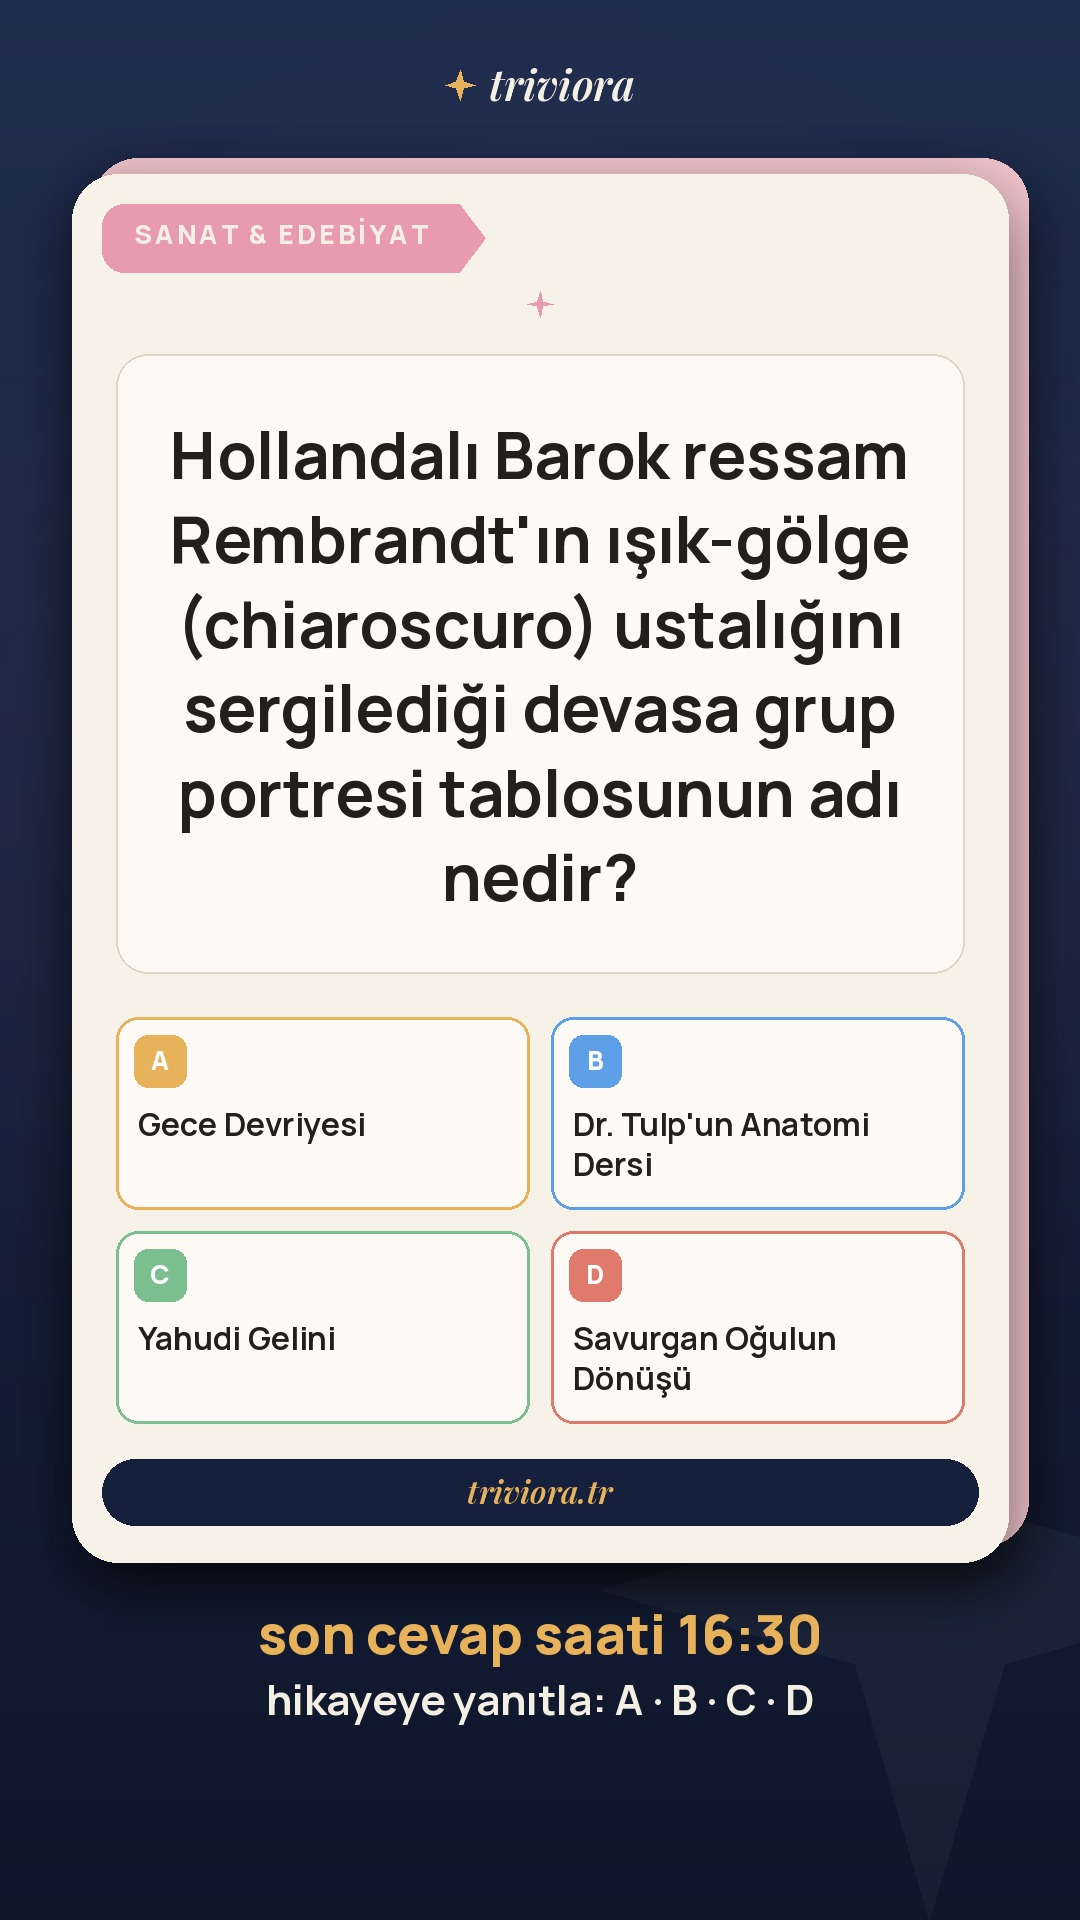 triviora
SANAT & EDEBİYAT
Hollandalı Barok ressam
Rembrandt'ın ışık-gölge
(chiaroscuro) ustalığını
sergilediği devasa grup
portresi tablosunun adı
nedir?
A
Gece Devriyesi
B
Dr. Tulp'un Anatomi
Dersi
C
Yahudi Gelini
D
Savurgan Oğulun
Dönüşü
triviora.tr
son cevap saati 16:30
hikayeye yanıtla: A · B · C · D